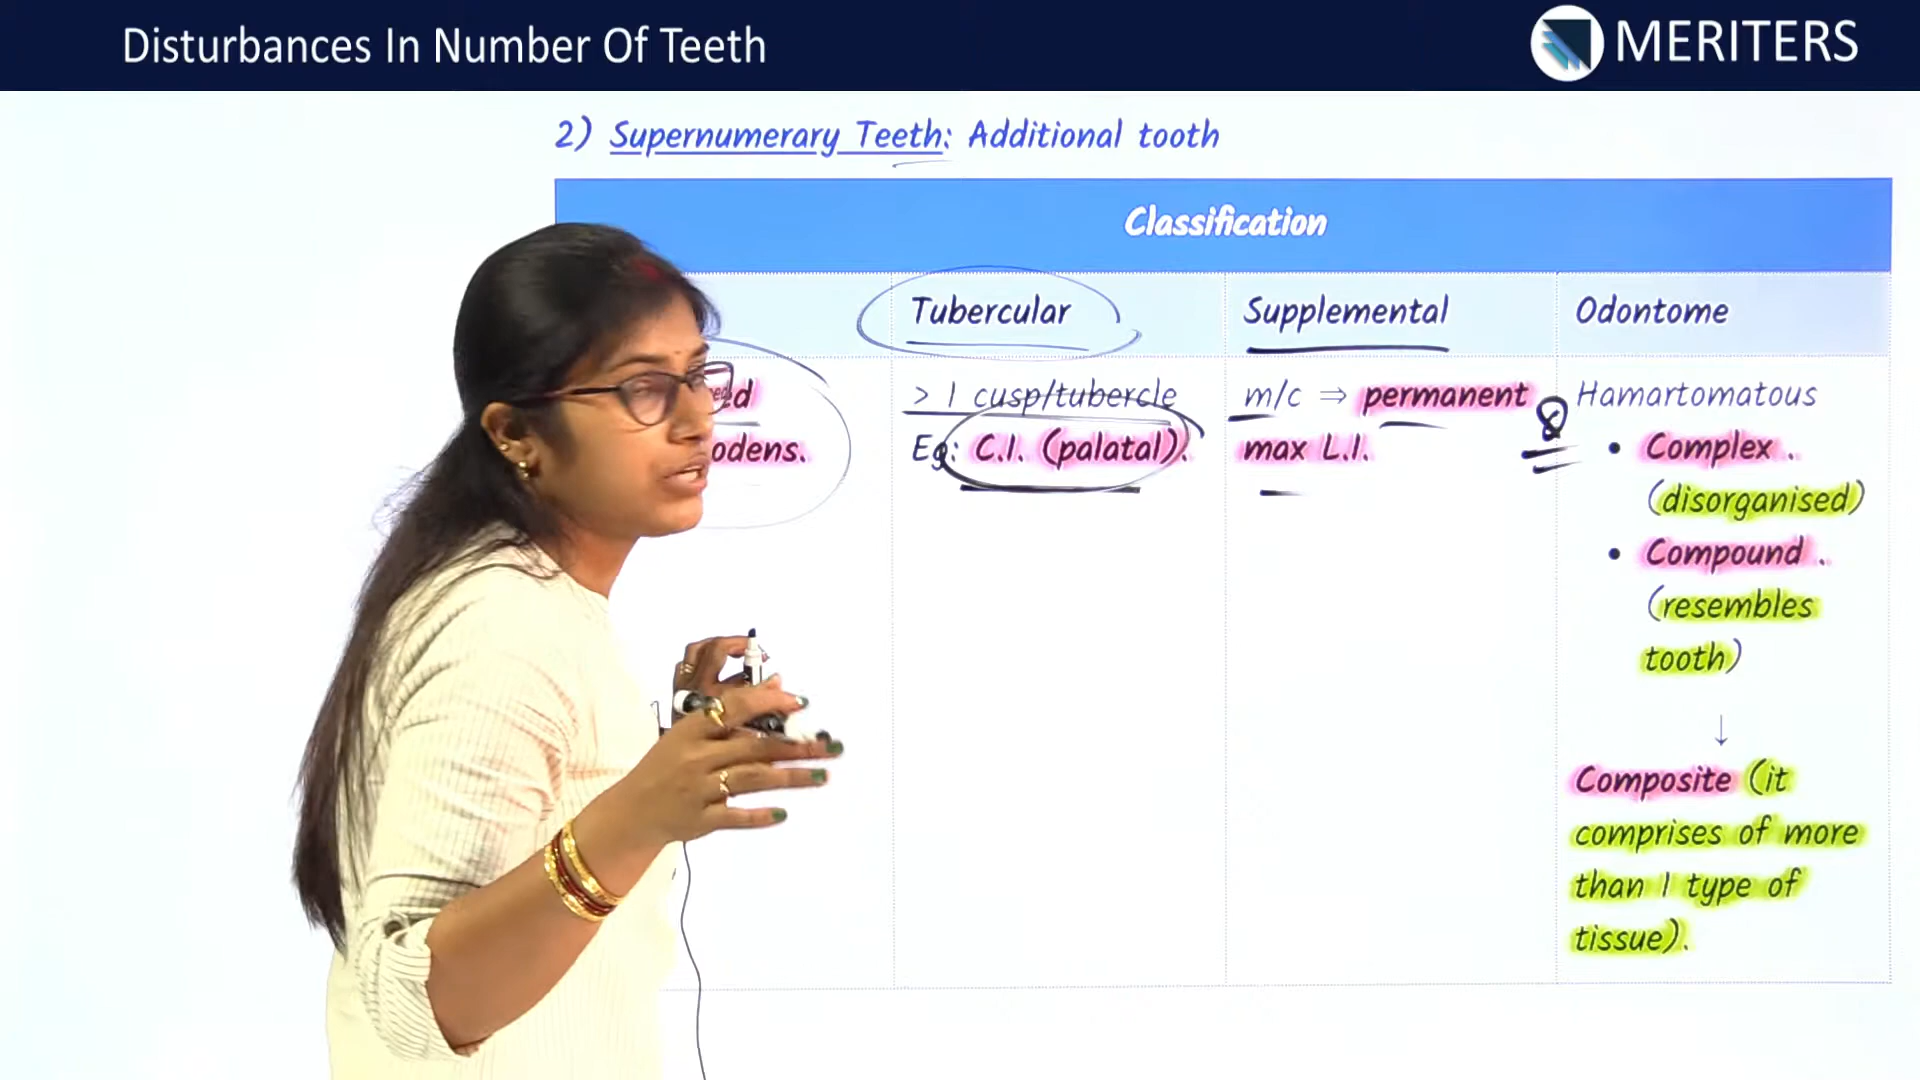 Disturbances In Number Of Teeth
MERITERS
2) Supernumerary Teeth: Additional tooth
Classification
Tubercular
Supplemental
Odontome
> 1 cusp/tubercle
Eg: C.I. (palatal).
m/c ⇒ permanent
max L.I.
Hamartomatous
• Complex .
(disorganised)
• Compound .
(resembles
tooth)
↓
Composite (it
comprises of more
than 1 type of
tissue).